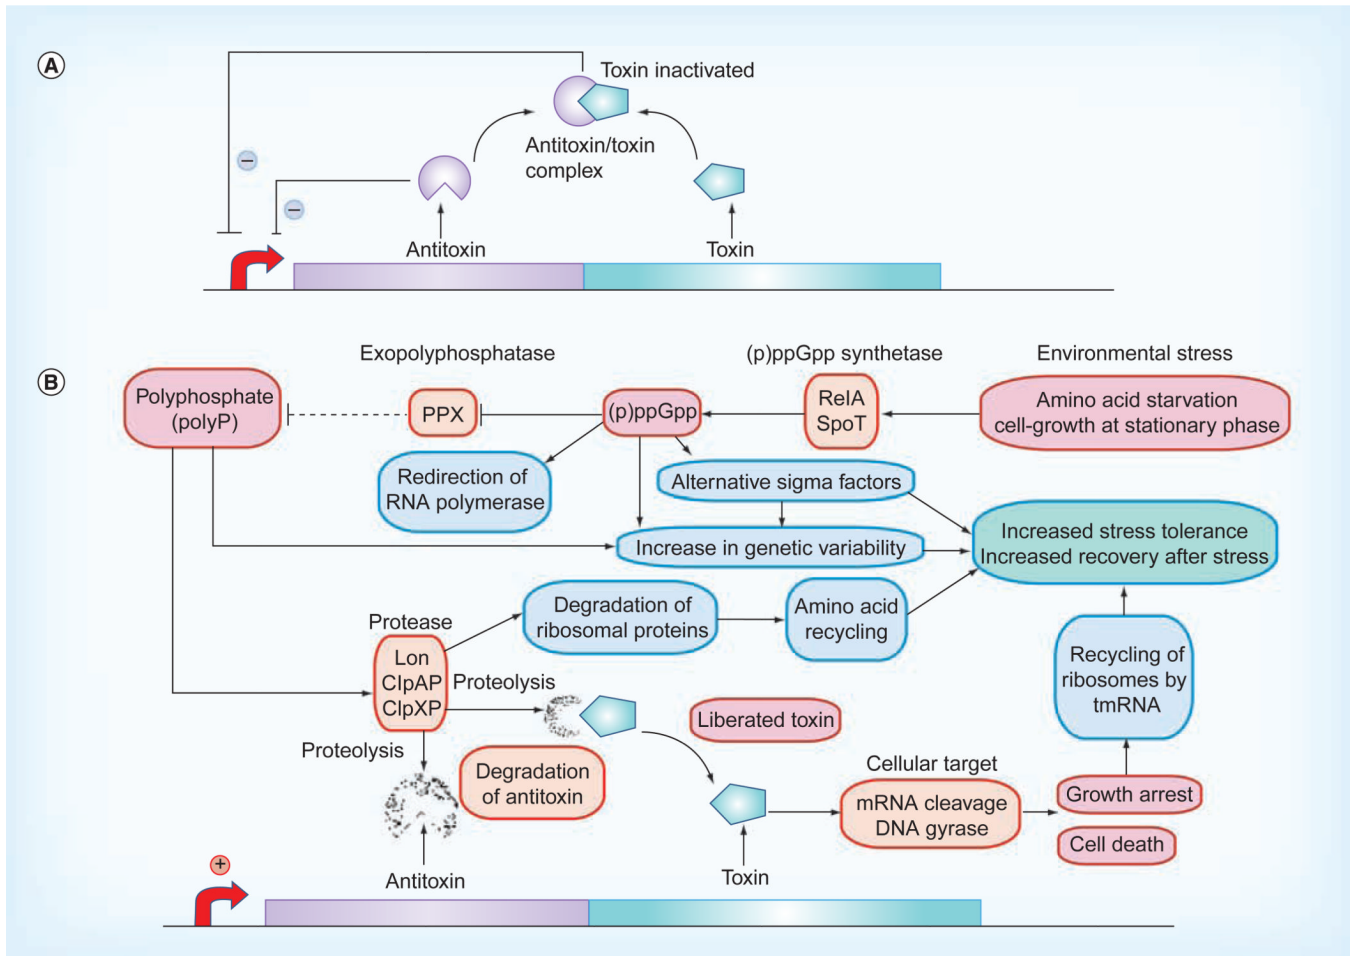 A
Toxin inactivated
Antitoxin/toxin
complex
−
−
Antitoxin
Toxin
B
Exopolyphosphatase
(p)ppGpp synthetase
Environmental stress
Polyphosphate
(polyP)
PPX
(p)ppGpp
RelA
SpoT
Amino acid starvation
cell-growth at stationary phase
Redirection of
RNA polymerase
Alternative sigma factors
Increase in genetic variability
Increased stress tolerance
Increased recovery after stress
Degradation of
ribosomal proteins
Amino acid
recycling
Protease
Lon
ClpAP
ClpXP
Proteolysis
Recycling of
ribosomes by
tmRNA
Liberated toxin
Proteolysis
Degradation
of antitoxin
Cellular target
mRNA cleavage
DNA gyrase
Growth arrest
Cell death
+
Antitoxin
Toxin